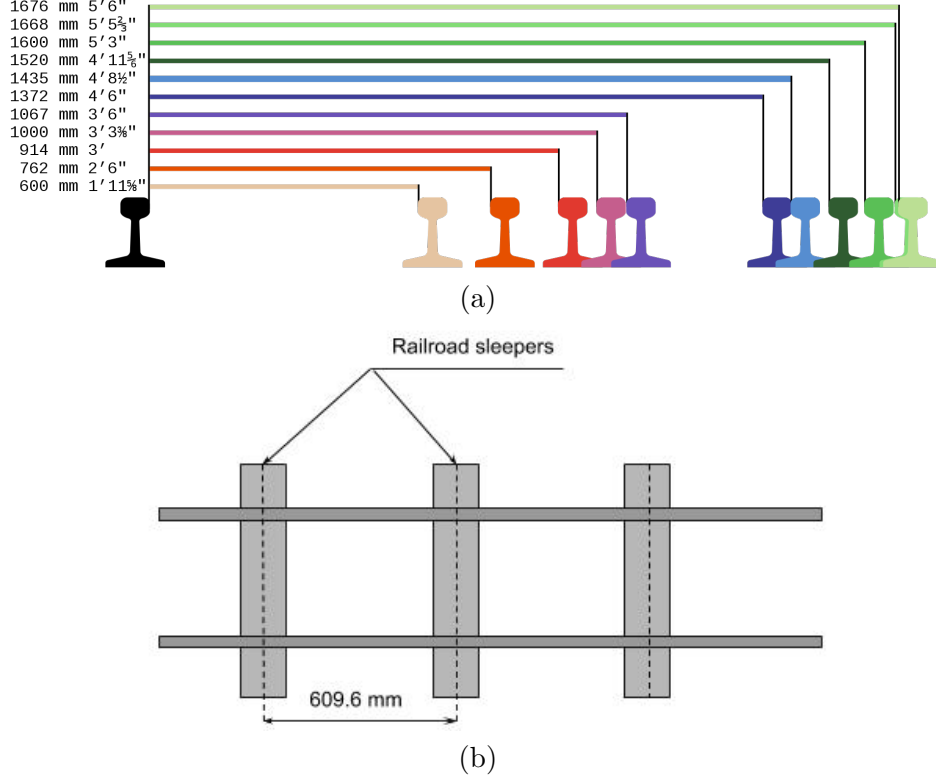 1676 mm 5'6"
1668 mm 5'5⅔"
1600 mm 5'3"
1520 mm 4'11⅚"
1435 mm 4'8½"
1372 mm 4'6"
1067 mm 3'6"
1000 mm 3'3⅜"
914 mm 3'
762 mm 2'6"
600 mm 1'11⅝"
(a)
Railroad sleepers
609.6 mm
(b)